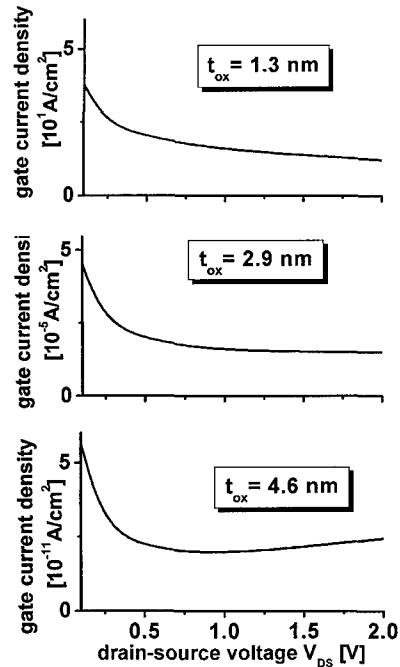 gate current density
[10¹A/cm²]
5
0
t_ox = 1.3 nm
gate current densi
[10⁻⁵A/cm²]
5
0
t_ox = 2.9 nm
gate current density
[10⁻¹¹A/cm²]
5
0
t_ox = 4.6 nm
0.5 1.0 1.5 2.0
drain-source voltage V_DS [V]